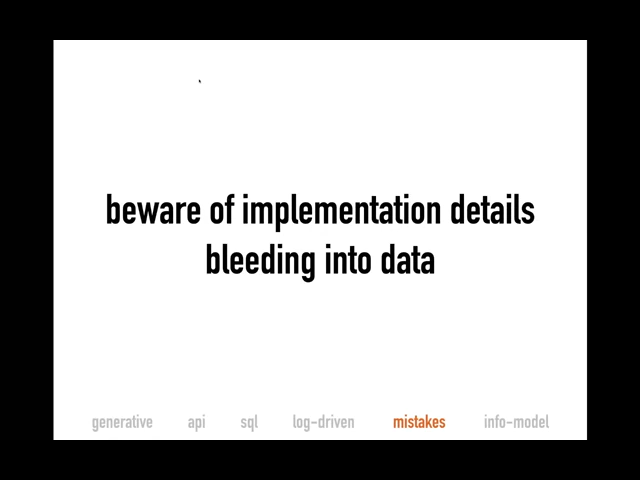 beware of implementation details
bleeding into data
generative api sql log-driven mistakes info-model